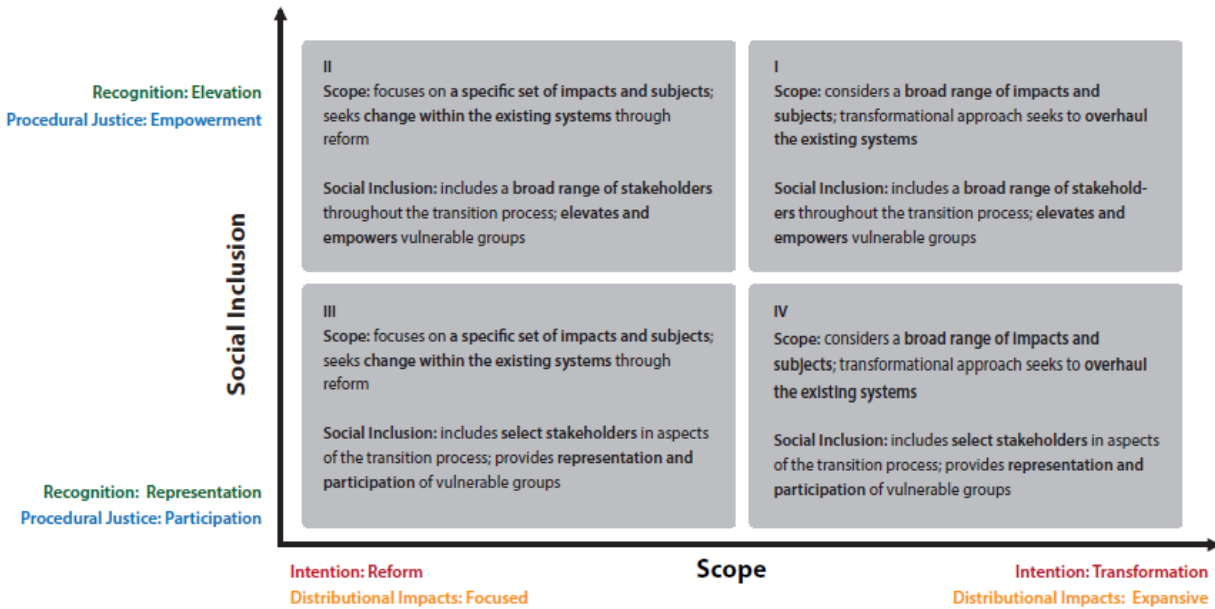 Recognition: Elevation
Procedural Justice: Empowerment
Social Inclusion
Recognition: Representation
Procedural Justice: Participation
II
Scope: focuses on a specific set of impacts and subjects;
seeks change within the existing systems through
reform
Social Inclusion: includes a broad range of stakeholders
throughout the transition process; elevates and
empowers vulnerable groups
I
Scope: considers a broad range of impacts and
subjects; transformational approach seeks to overhaul
the existing systems
Social Inclusion: includes a broad range of stakehold-
ers throughout the transition process; elevates and
empowers vulnerable groups
III
Scope: focuses on a specific set of impacts and subjects;
seeks change within the existing systems through
reform
Social Inclusion: includes select stakeholders in aspects
of the transition process; provides representation and
participation of vulnerable groups
IV
Scope: considers a broad range of impacts and
subjects; transformational approach seeks to overhaul
the existing systems
Social Inclusion: includes select stakeholders in aspects
of the transition process; provides representation and
participation of vulnerable groups
Intention: Reform
Distributional Impacts: Focused
Scope
Intention: Transformation
Distributional Impacts: Expansive